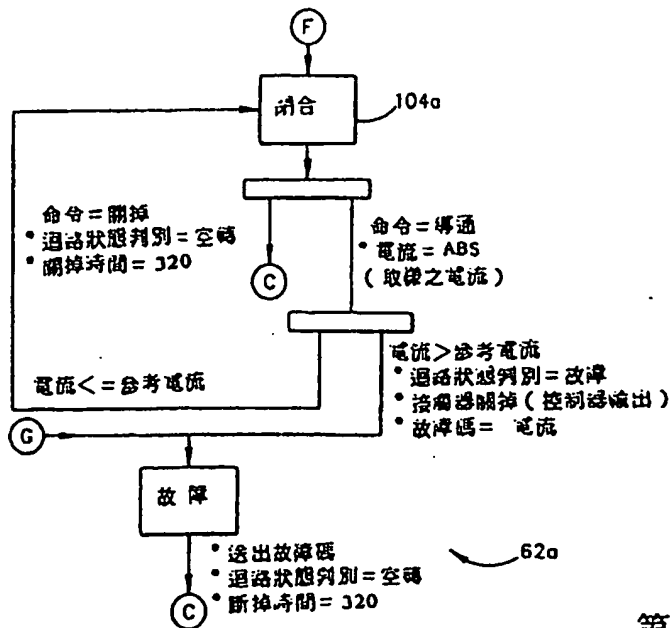 F
閉合
104a
命令=關掉
• 迴路狀態判別=空轉
• 關掉時間=320
C
命令=導通
• 電流=ABS
(取樣之電流)
電流<=參考電流
電流>參考電流
• 迴路狀態判別=故障
• 接觸器關掉(控制器輸出)
• 故障碼= 電流
G
故障
• 送出故障碼
• 迴路狀態判別=空轉
• 斷掉時間=320
C
62a
第